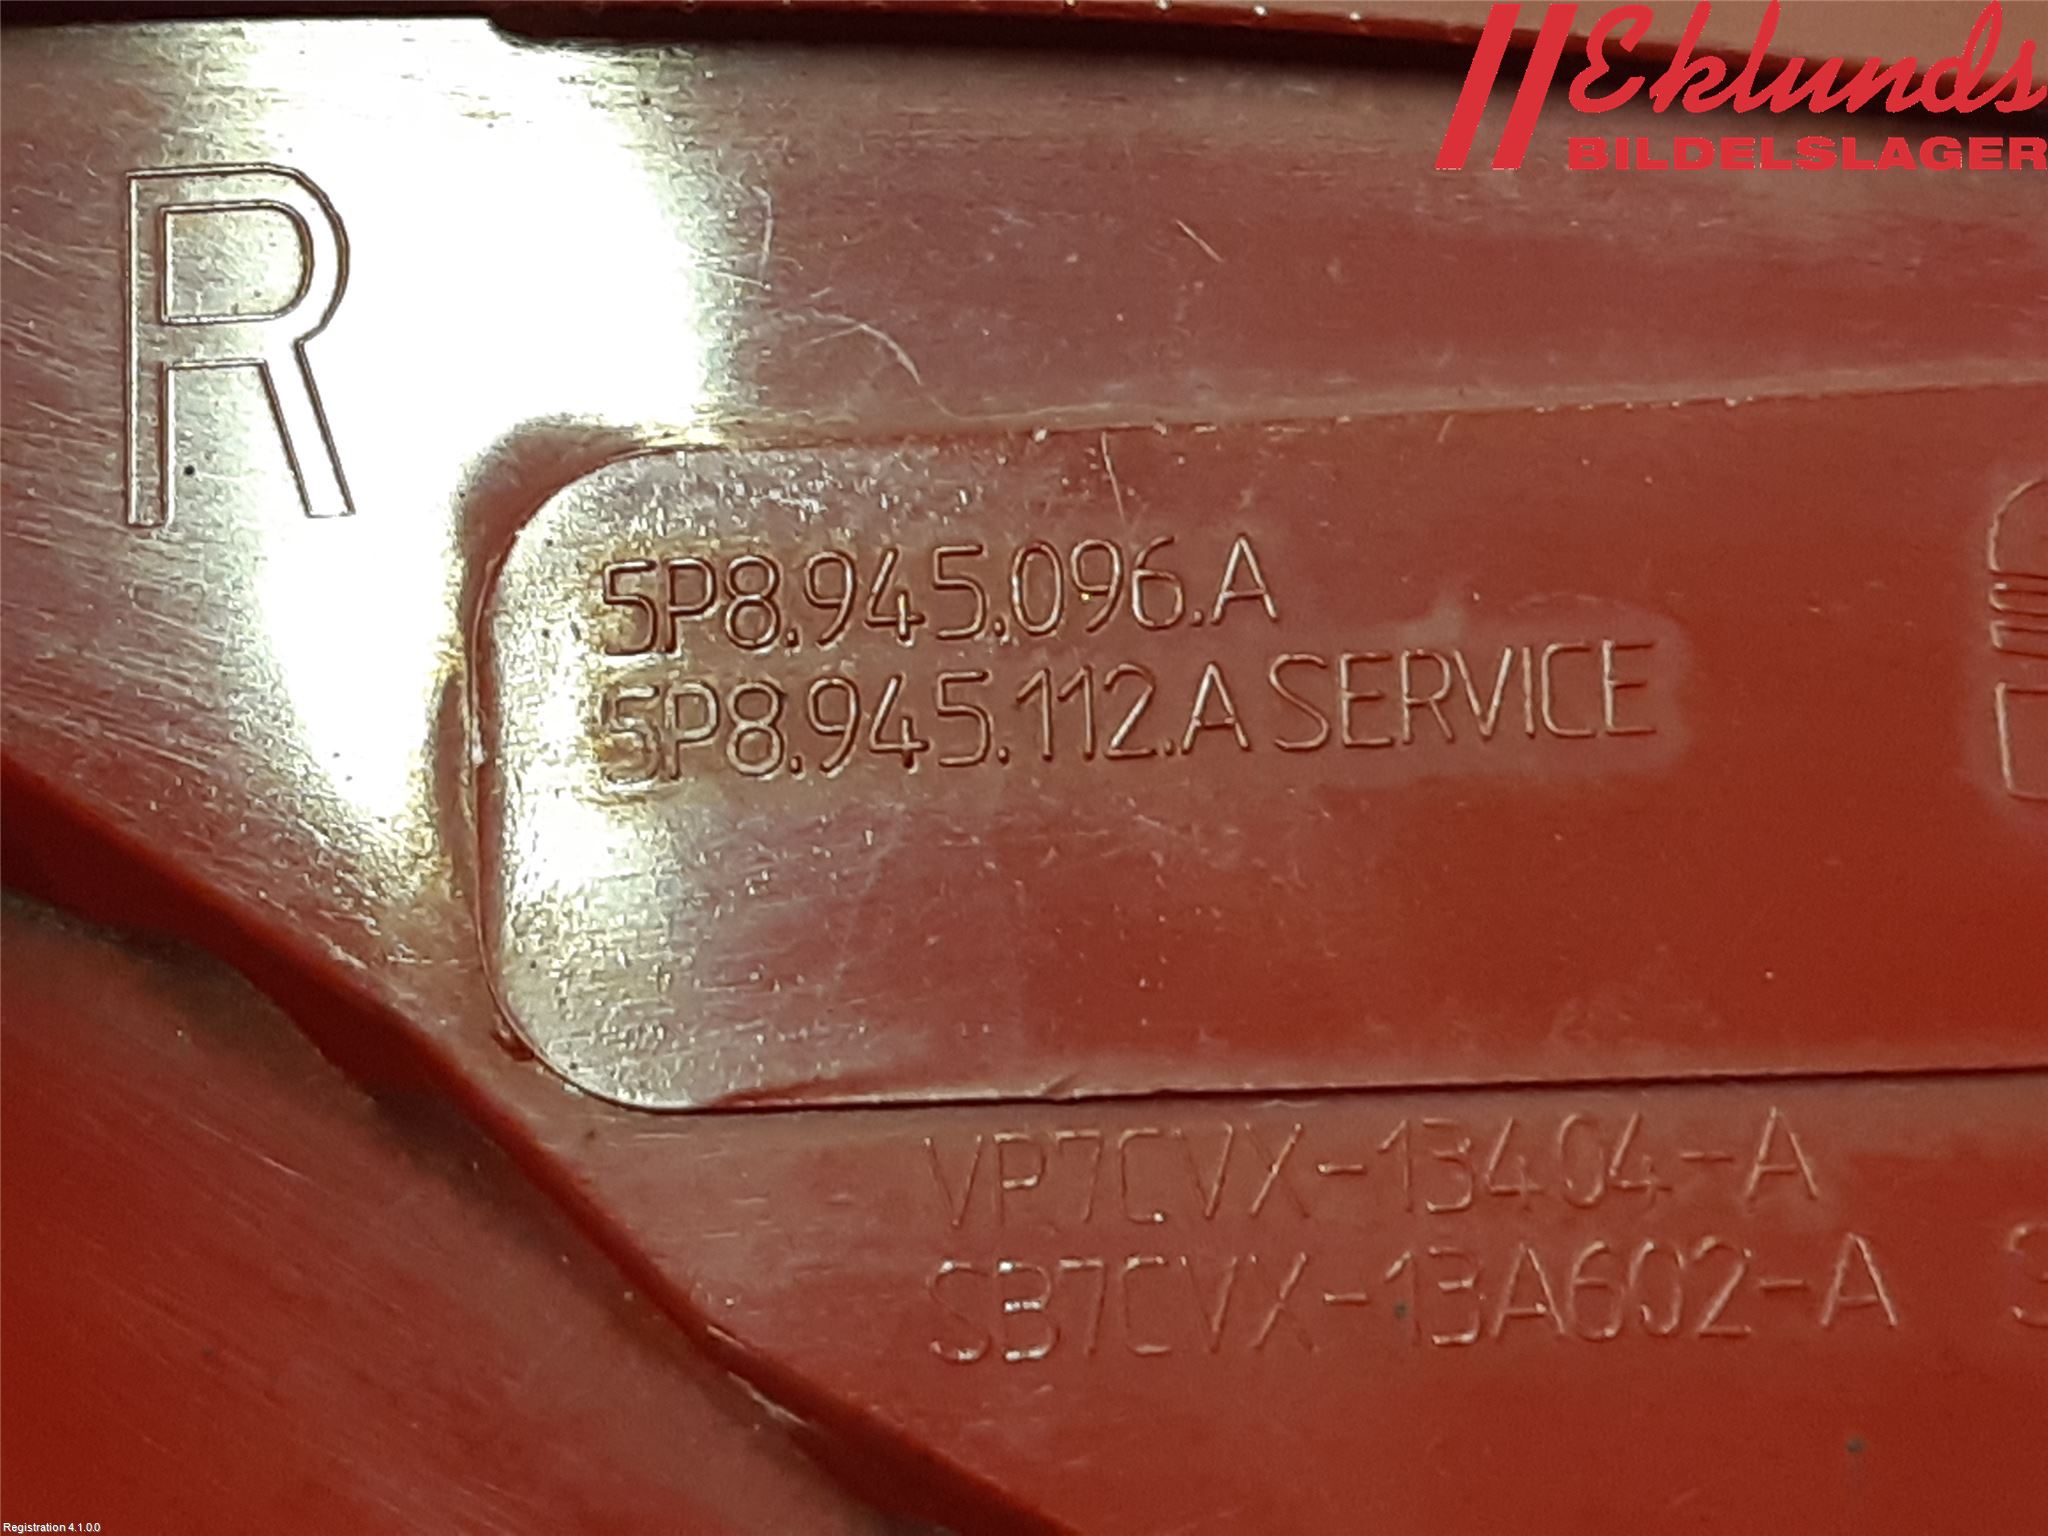 Eklunds
BILDELSLAGER
R
5P8.945.096.A
5P8.945.112.A SERVICE
VP7CVX-13404-A
SB7CVX-13A602-A
Registration 4.1.0.0